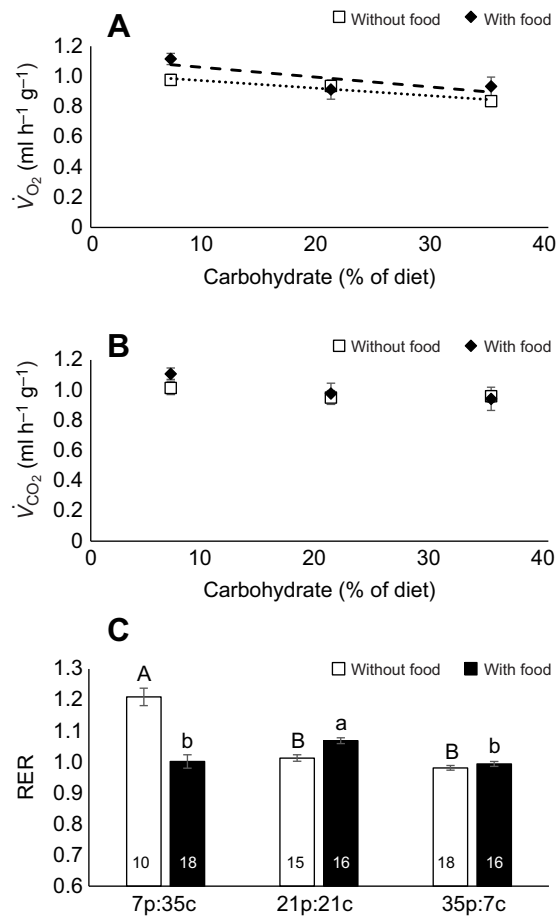 A
Without food
With food
1.2
1.0
0.8
0.6
0.4
0.2
0
V̇O₂ (ml h⁻¹ g⁻¹)
0 10 20 30 40
Carbohydrate (% of diet)
B
Without food
With food
1.2
1.0
0.8
0.6
0.4
0.2
0
V̇CO₂ (ml h⁻¹ g⁻¹)
0 10 20 30 40
Carbohydrate (% of diet)
C
Without food
With food
1.3
1.2
1.1
1.0
0.9
0.8
0.7
0.6
RER
A
b
B
a
B
b
10 18 15 16 18 16
7p:35c 21p:21c 35p:7c